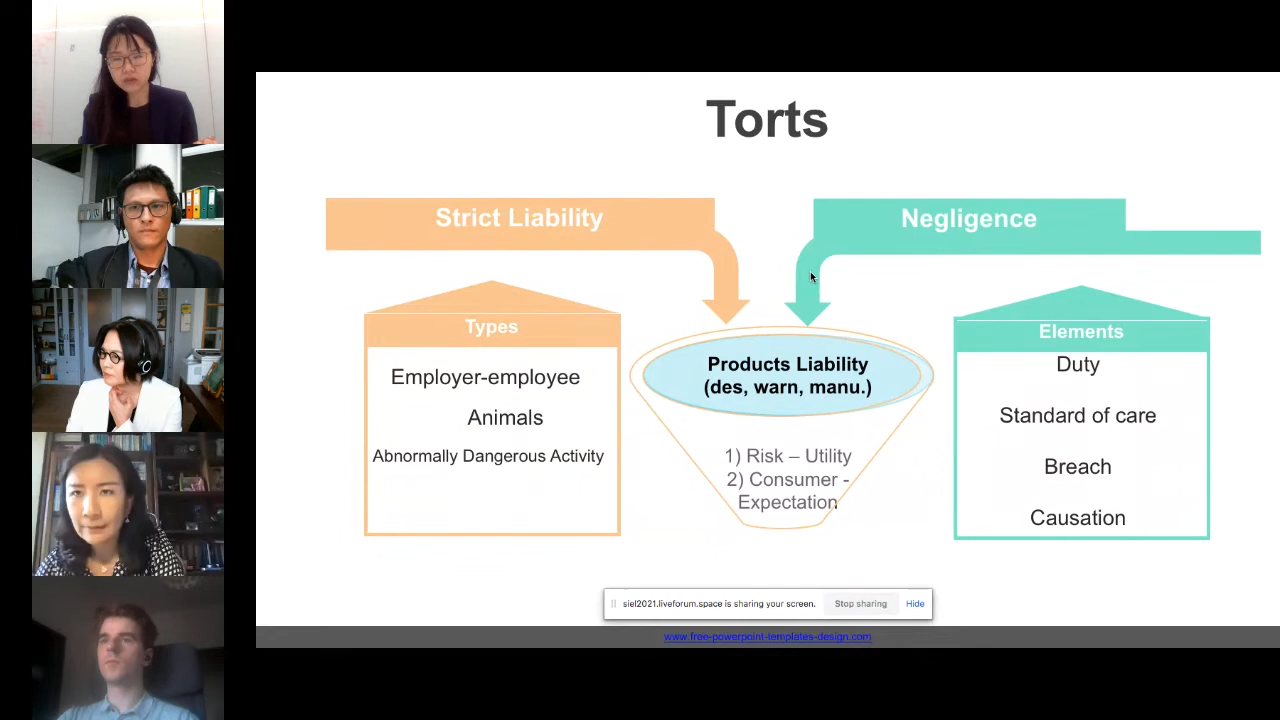 Torts
Strict Liability
Negligence
Types
Employer-employee
Animals
Abnormally Dangerous Activity
Products Liability
(des, warn, manu.)
1) Risk – Utility
2) Consumer -
Expectation
Elements
Duty
Standard of care
Breach
Causation
siel2021.liveforum.space is sharing your screen.
Stop sharing
Hide
www.free-powerpoint-templates-design.com